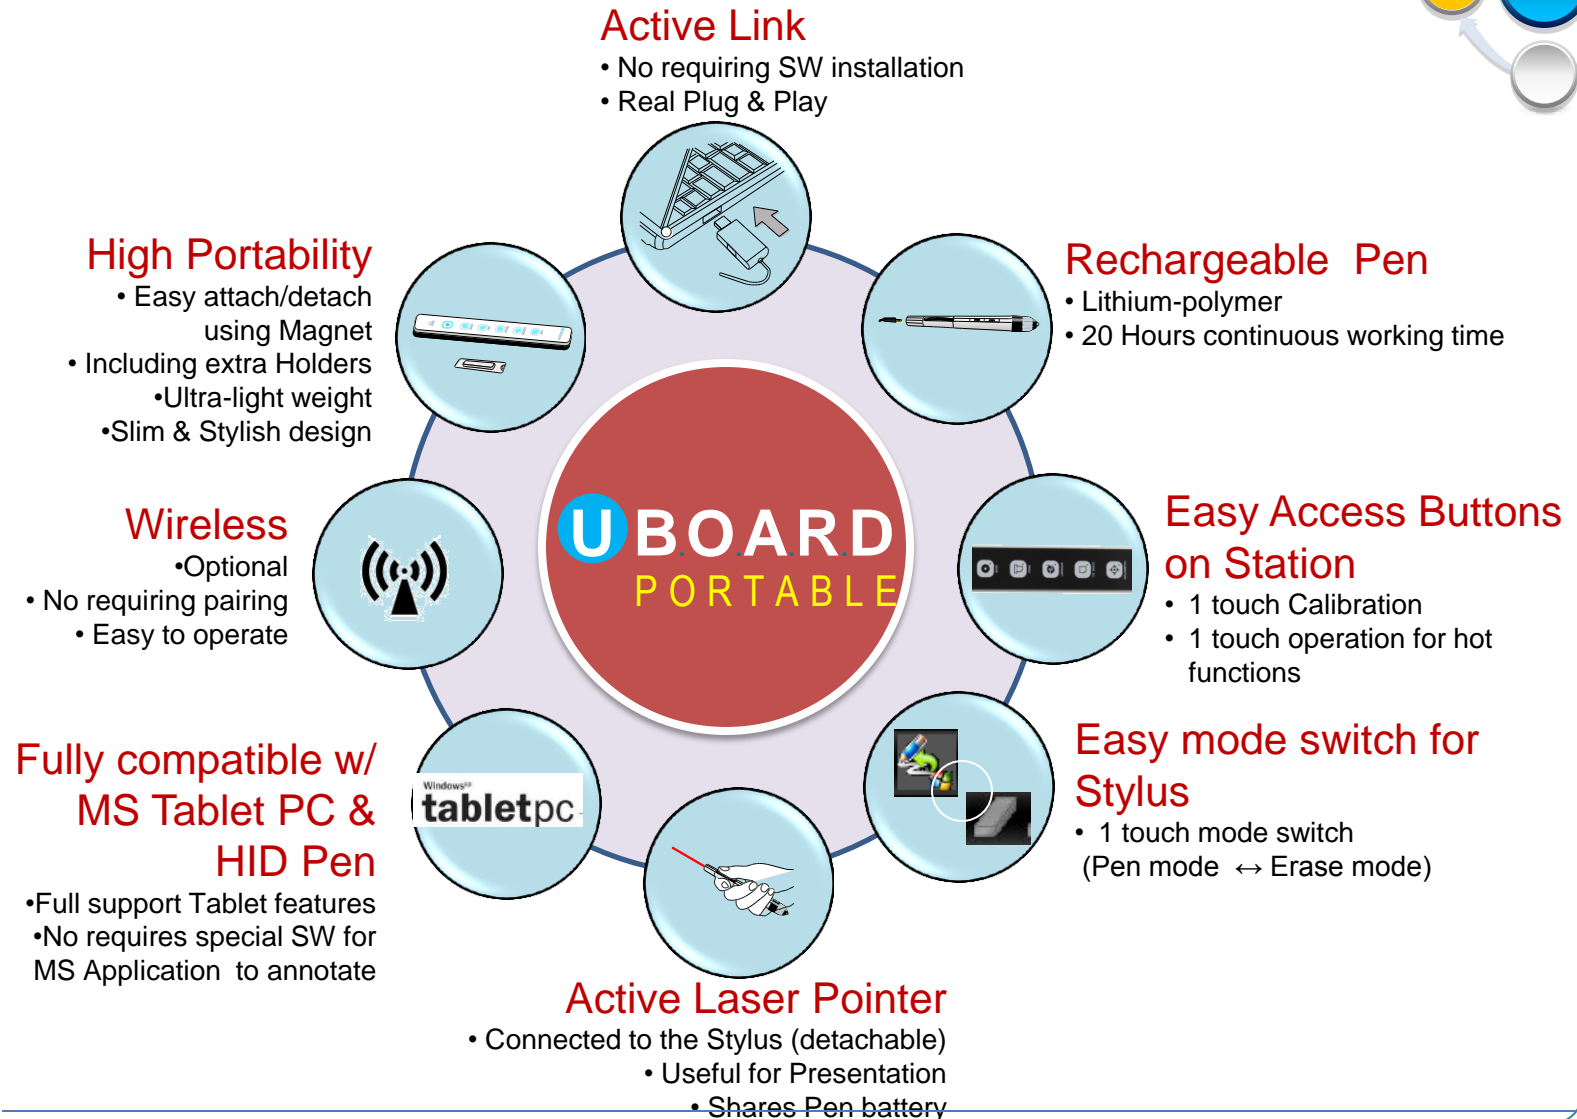 Active Link
• No requiring SW installation
• Real Plug & Play
High Portability
• Easy attach/detach
using Magnet
• Including extra Holders
•Ultra-light weight
•Slim & Stylish design
Rechargeable Pen
• Lithium-polymer
• 20 Hours continuous working time
Wireless
•Optional
• No requiring pairing
• Easy to operate
U B.O.A.R.D
PORTABLE
Easy Access Buttons
on Station
• 1 touch Calibration
• 1 touch operation for hot
functions
Fully compatible w/
MS Tablet PC &
HID Pen
•Full support Tablet features
•No requires special SW for
MS Application to annotate
Windows xp
tabletpc
Easy mode switch for
Stylus
• 1 touch mode switch
(Pen mode ↔ Erase mode)
Active Laser Pointer
• Connected to the Stylus (detachable)
• Useful for Presentation
• Shares Pen battery